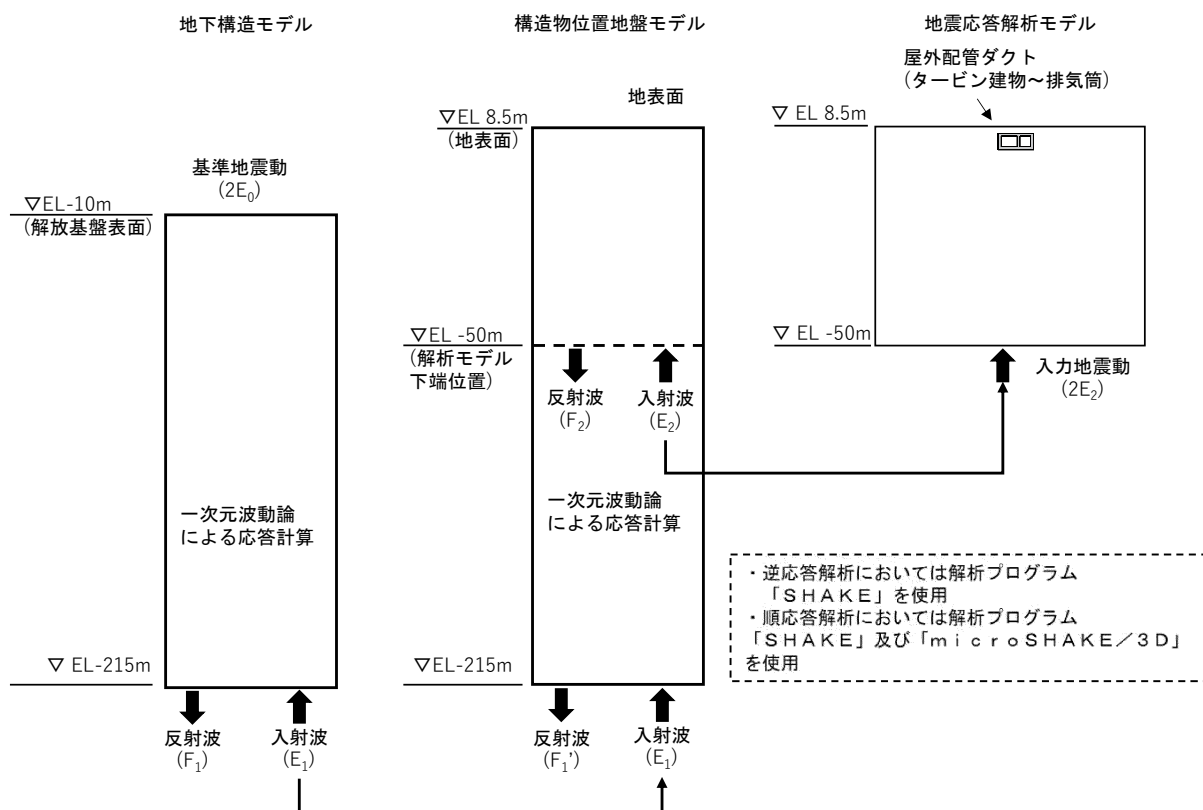 地下構造モデル
基準地震動
(2E₀)
▽EL-10m
(解放基盤表面)
一次元波動論
による応答計算
▽ EL-215m
反射波
(F₁)
入射波
(E₁)
構造物位置地盤モデル
地表面
▽EL 8.5m
(地表面)
▽EL -50m
(解析モデル
下端位置)
反射波
(F₂)
入射波
(E₂)
一次元波動論
による応答計算
▽EL-215m
反射波
(F₁')
入射波
(E₁)
地震応答解析モデル
屋外配管ダクト
(タービン建物～排気筒)
▽ EL 8.5m
▽ EL -50m
入力地震動
(2E₂)
・逆応答解析においては解析プログラム
「SHAKE」を使用
・順応答解析においては解析プログラム
「SHAKE」及び「microSHAKE／3D」
を使用